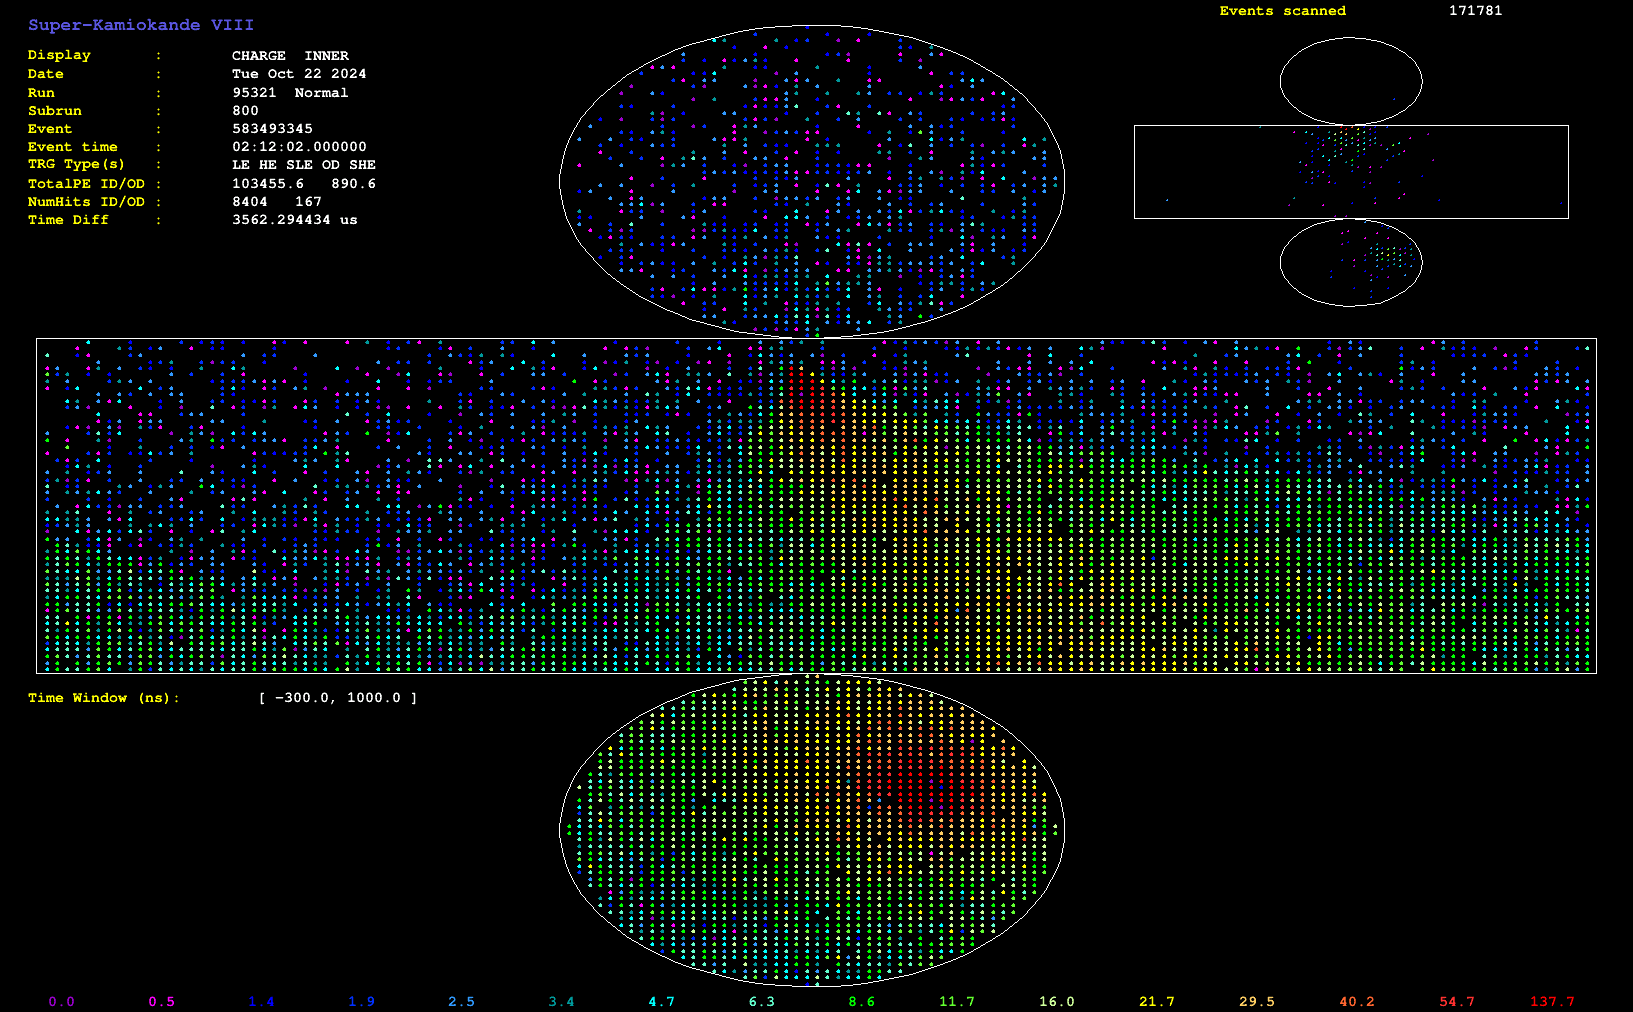 Super-Kamiokande VIII
Events scanned 171781
Display : CHARGE INNER
Date : Tue Oct 22 2024
Run : 95321 Normal
Subrun : 800
Event : 583493345
Event time : 02:12:02.000000
TRG Type(s) : LE HE SLE OD SHE
TotalPE ID/OD : 103455.6 890.6
NumHits ID/OD : 8404 167
Time Diff : 3562.294434 us
Time Window (ns): [ −300.0, 1000.0 ]
0.0 0.5 1.4 1.9 2.5 3.4 4.7 6.3 8.6 11.7 16.0 21.7 29.5 40.2 54.7 137.7